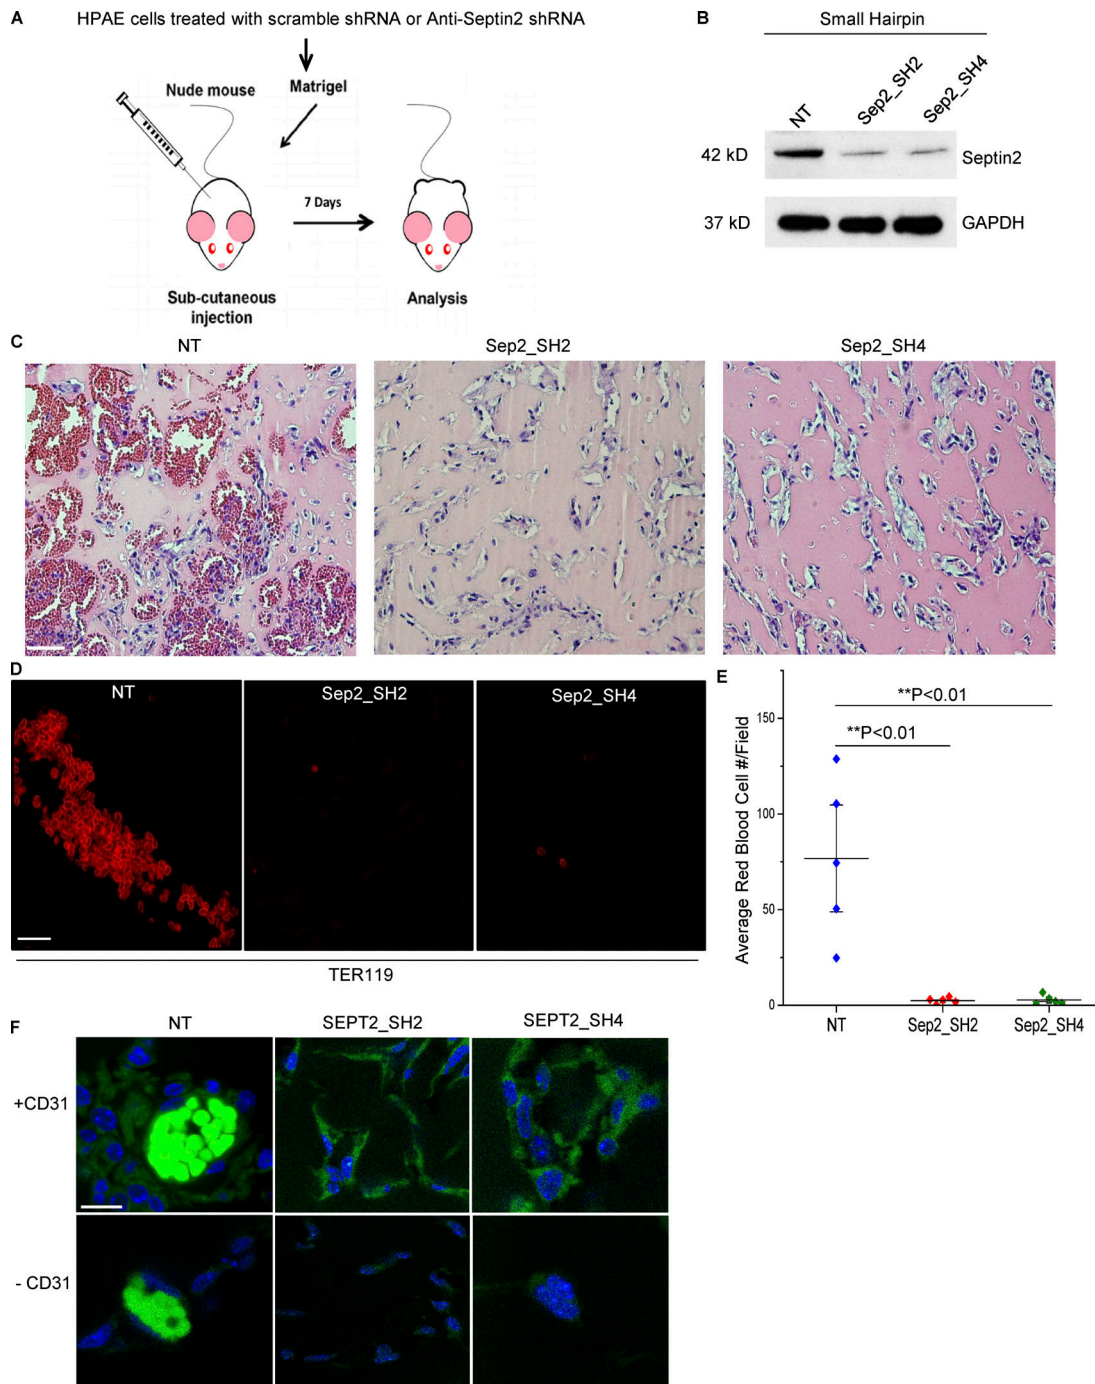 A
HPAE cells treated with scramble shRNA or Anti-Septin2 shRNA
Nude mouse
Matrigel
7 Days
Sub-cutaneous
injection
Analysis
B
Small Hairpin
NT
Sep2_SH2
Sep2_SH4
42 kD
Septin2
37 kD
GAPDH
C
NT
Sep2_SH2
Sep2_SH4
D
NT
Sep2_SH2
Sep2_SH4
TER119
E
**P<0.01
**P<0.01
150
100
50
0
Average Red Blood Cell #/Field
NT
Sep2_SH2
Sep2_SH4
F
NT
SEPT2_SH2
SEPT2_SH4
+CD31
- CD31